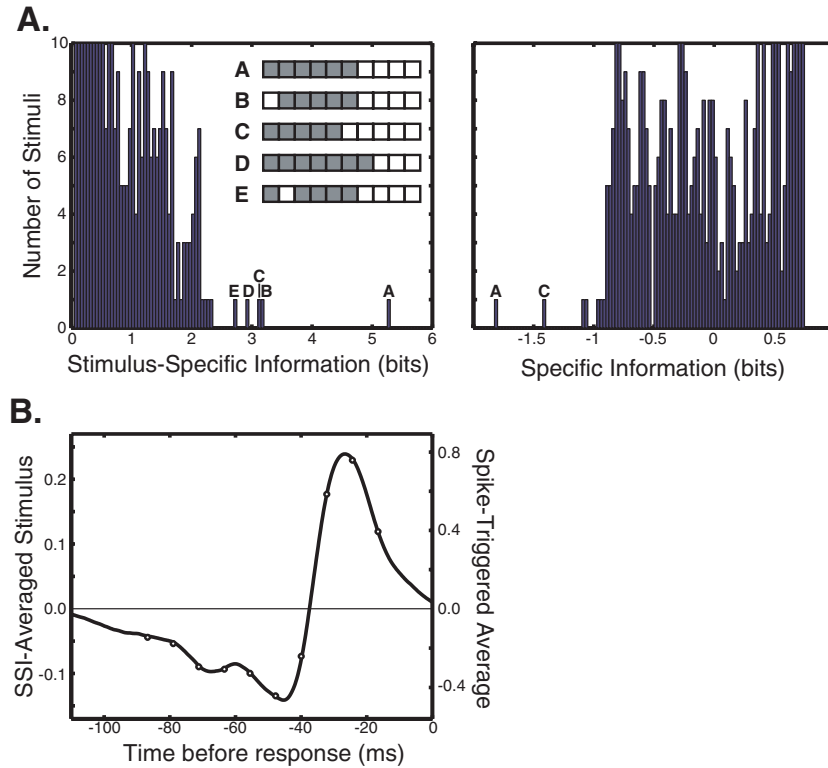 A.
10
8
6
4
2
0
Number of Stimuli
A
B
C
D
E
E D C B A
0 1 2 3 4 5 6
Stimulus-Specific Information (bits)
A C
-1.5 -1 -0.5 0 0.5
Specific Information (bits)
B.
SSI-Averaged Stimulus
0.2
0.1
0.0
-0.1
0.8
0.4
0.0
-0.4
Spike-Triggered Average
-100 -80 -60 -40 -20 0
Time before response (ms)